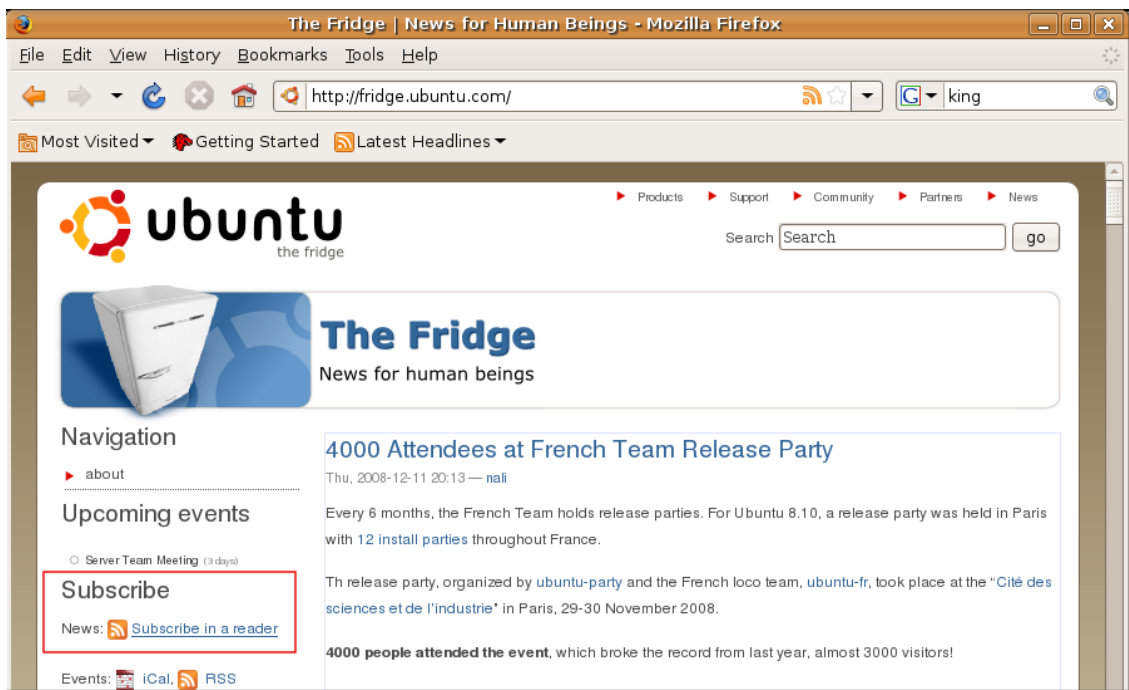 The Fridge | News for Human Beings - Mozilla Firefox
File Edit View History Bookmarks Tools Help
http://fridge.ubuntu.com/ G king
Most Visited Getting Started Latest Headlines
Products Support Community Partners News
ubuntu
the fridge
Search Search go
The Fridge
News for human beings
Navigation
about
Upcoming events
Server Team Meeting (3 days)
Subscribe
News: Subscribe in a reader
Events: iCal, RSS
4000 Attendees at French Team Release Party
Thu, 2008-12-11 20:13 — nali
Every 6 months, the French Team holds release parties. For Ubuntu 8.10, a release party was held in Paris
with 12 install parties throughout France.
Th release party, organized by ubuntu-party and the French loco team, ubuntu-fr, took place at the “Cité des
sciences et de l'industrie" in Paris, 29-30 November 2008.
4000 people attended the event, which broke the record from last year, almost 3000 visitors!